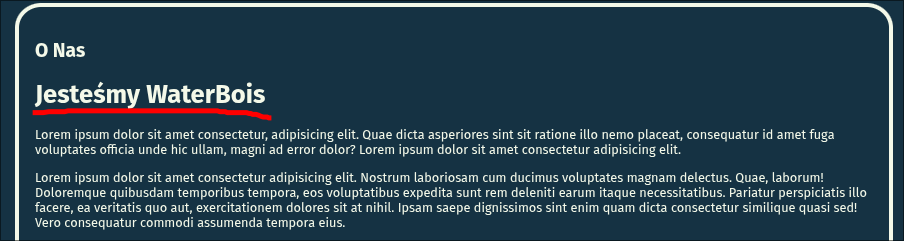 O Nas
Jesteśmy WaterBois
Lorem ipsum dolor sit amet consectetur, adipisicing elit. Quae dicta asperiores sint sit ratione illo nemo placeat, consequatur id amet fuga
voluptates officia unde hic ullam, magni ad error dolor? Lorem ipsum dolor sit amet consectetur adipisicing elit.
Lorem ipsum dolor sit amet consectetur adipisicing elit. Nostrum laboriosam cum ducimus voluptates magnam delectus. Quae, laborum!
Doloremque quibusdam temporibus tempora, eos voluptatibus expedita sunt rem deleniti earum itaque necessitatibus. Pariatur perspiciatis illo
facere, ea veritatis quo aut, exercitationem dolores sit at nihil. Ipsam saepe dignissimos sint enim quam dicta consectetur similique quasi sed!
Vero consequatur commodi assumenda tempora eius.